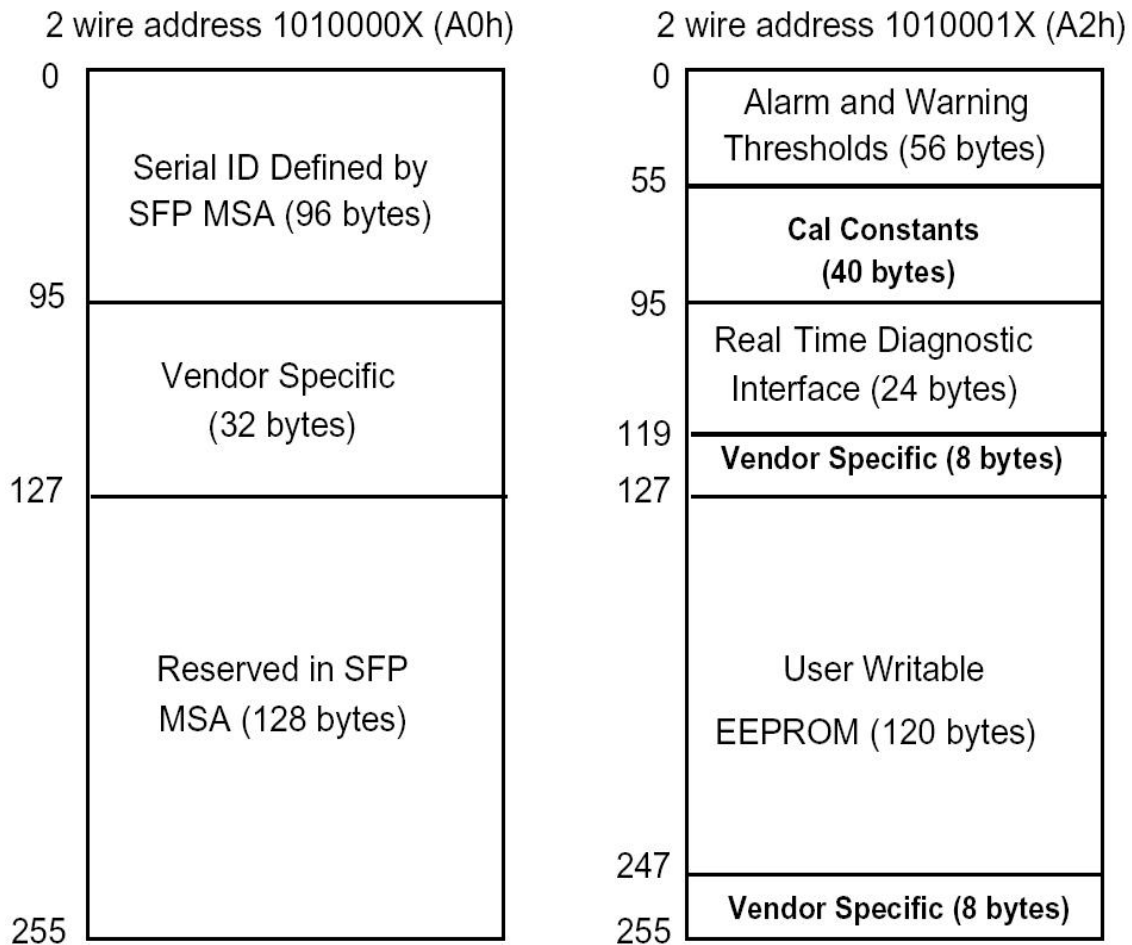 2 wire address 1010000X (A0h)
0
Serial ID Defined by
SFP MSA (96 bytes)
95
Vendor Specific
(32 bytes)
127
Reserved in SFP
MSA (128 bytes)
255
2 wire address 1010001X (A2h)
0
Alarm and Warning
Thresholds (56 bytes)
55
Cal Constants
(40 bytes)
95
Real Time Diagnostic
Interface (24 bytes)
119
Vendor Specific (8 bytes)
127
User Writable
EEPROM (120 bytes)
247
Vendor Specific (8 bytes)
255